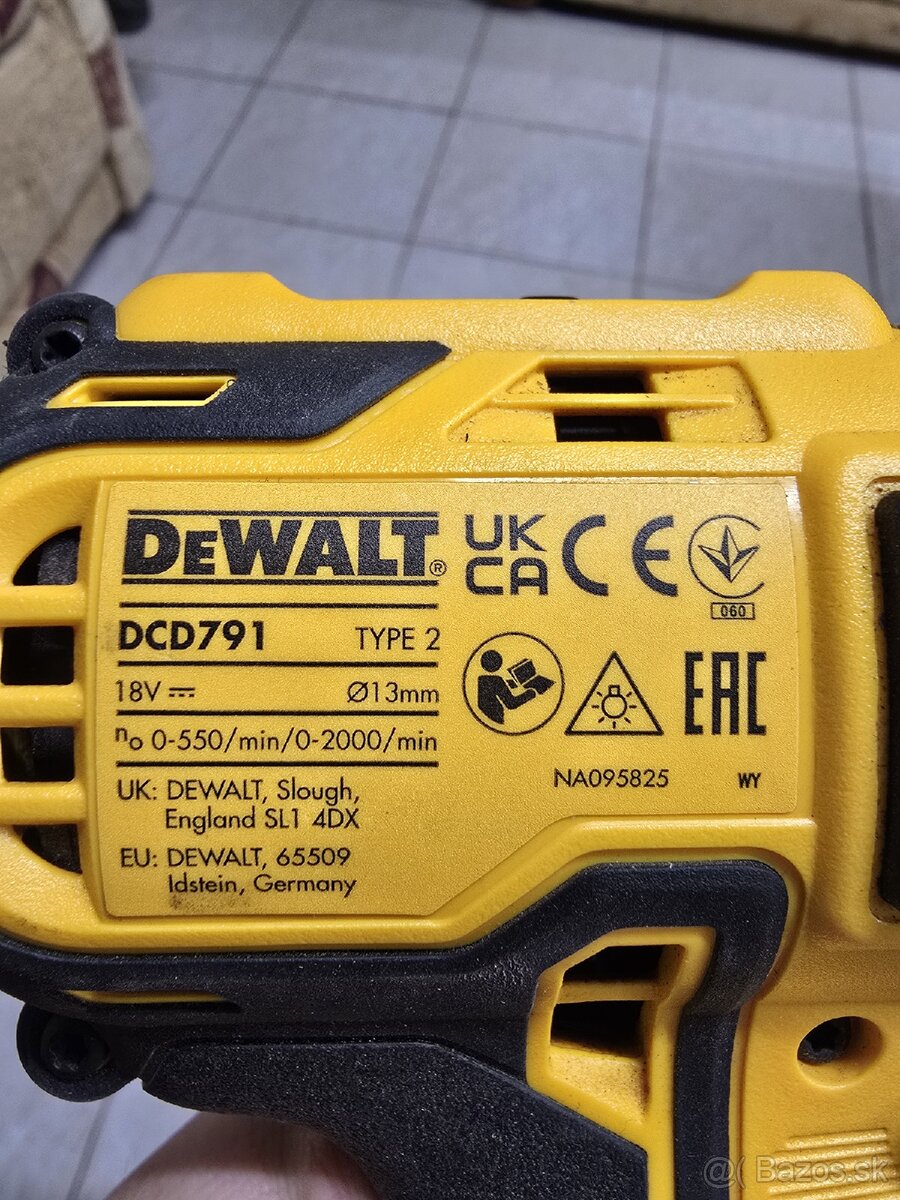 DEWALT®
UK
CA CE
060
DCD791 TYPE 2
18V Ø13mm
n₀ 0-550/min/0-2000/min
EAC
NA095825 WY
UK: DEWALT, Slough,
England SL1 4DX
EU: DEWALT, 65509
Idstein, Germany
@( Bazos.sk